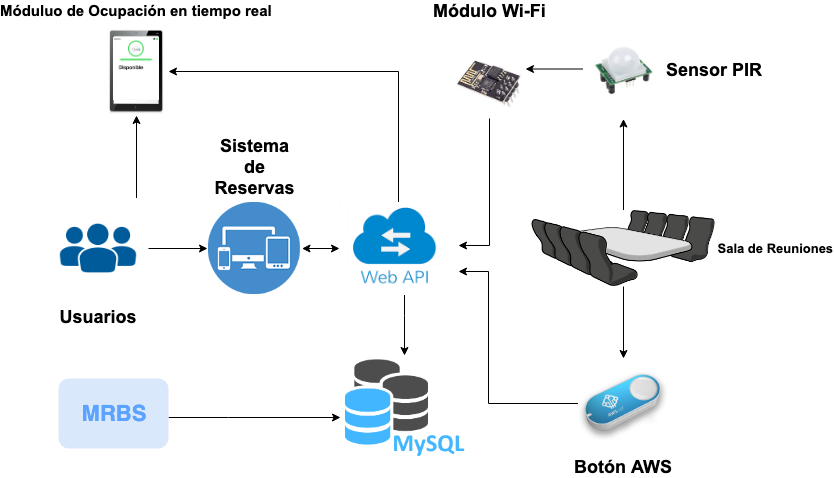 Móduluo de Ocupación en tiempo real
Módulo Wi-Fi
Disponible
Sensor PIR
Sistema
de
Reservas
Sala de Reuniones
Web API
Usuarios
MRBS
MySQL
Botón AWS